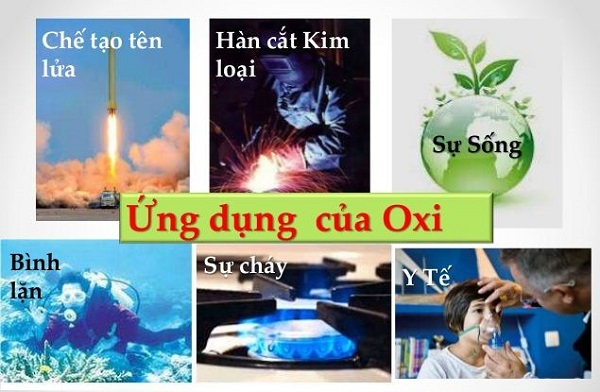 Chế tạo tên
lửa
Hàn cắt Kim
loại
Sự Sống
Ứng dụng của Oxi
Bình
lặn
Sự cháy
Y Tế